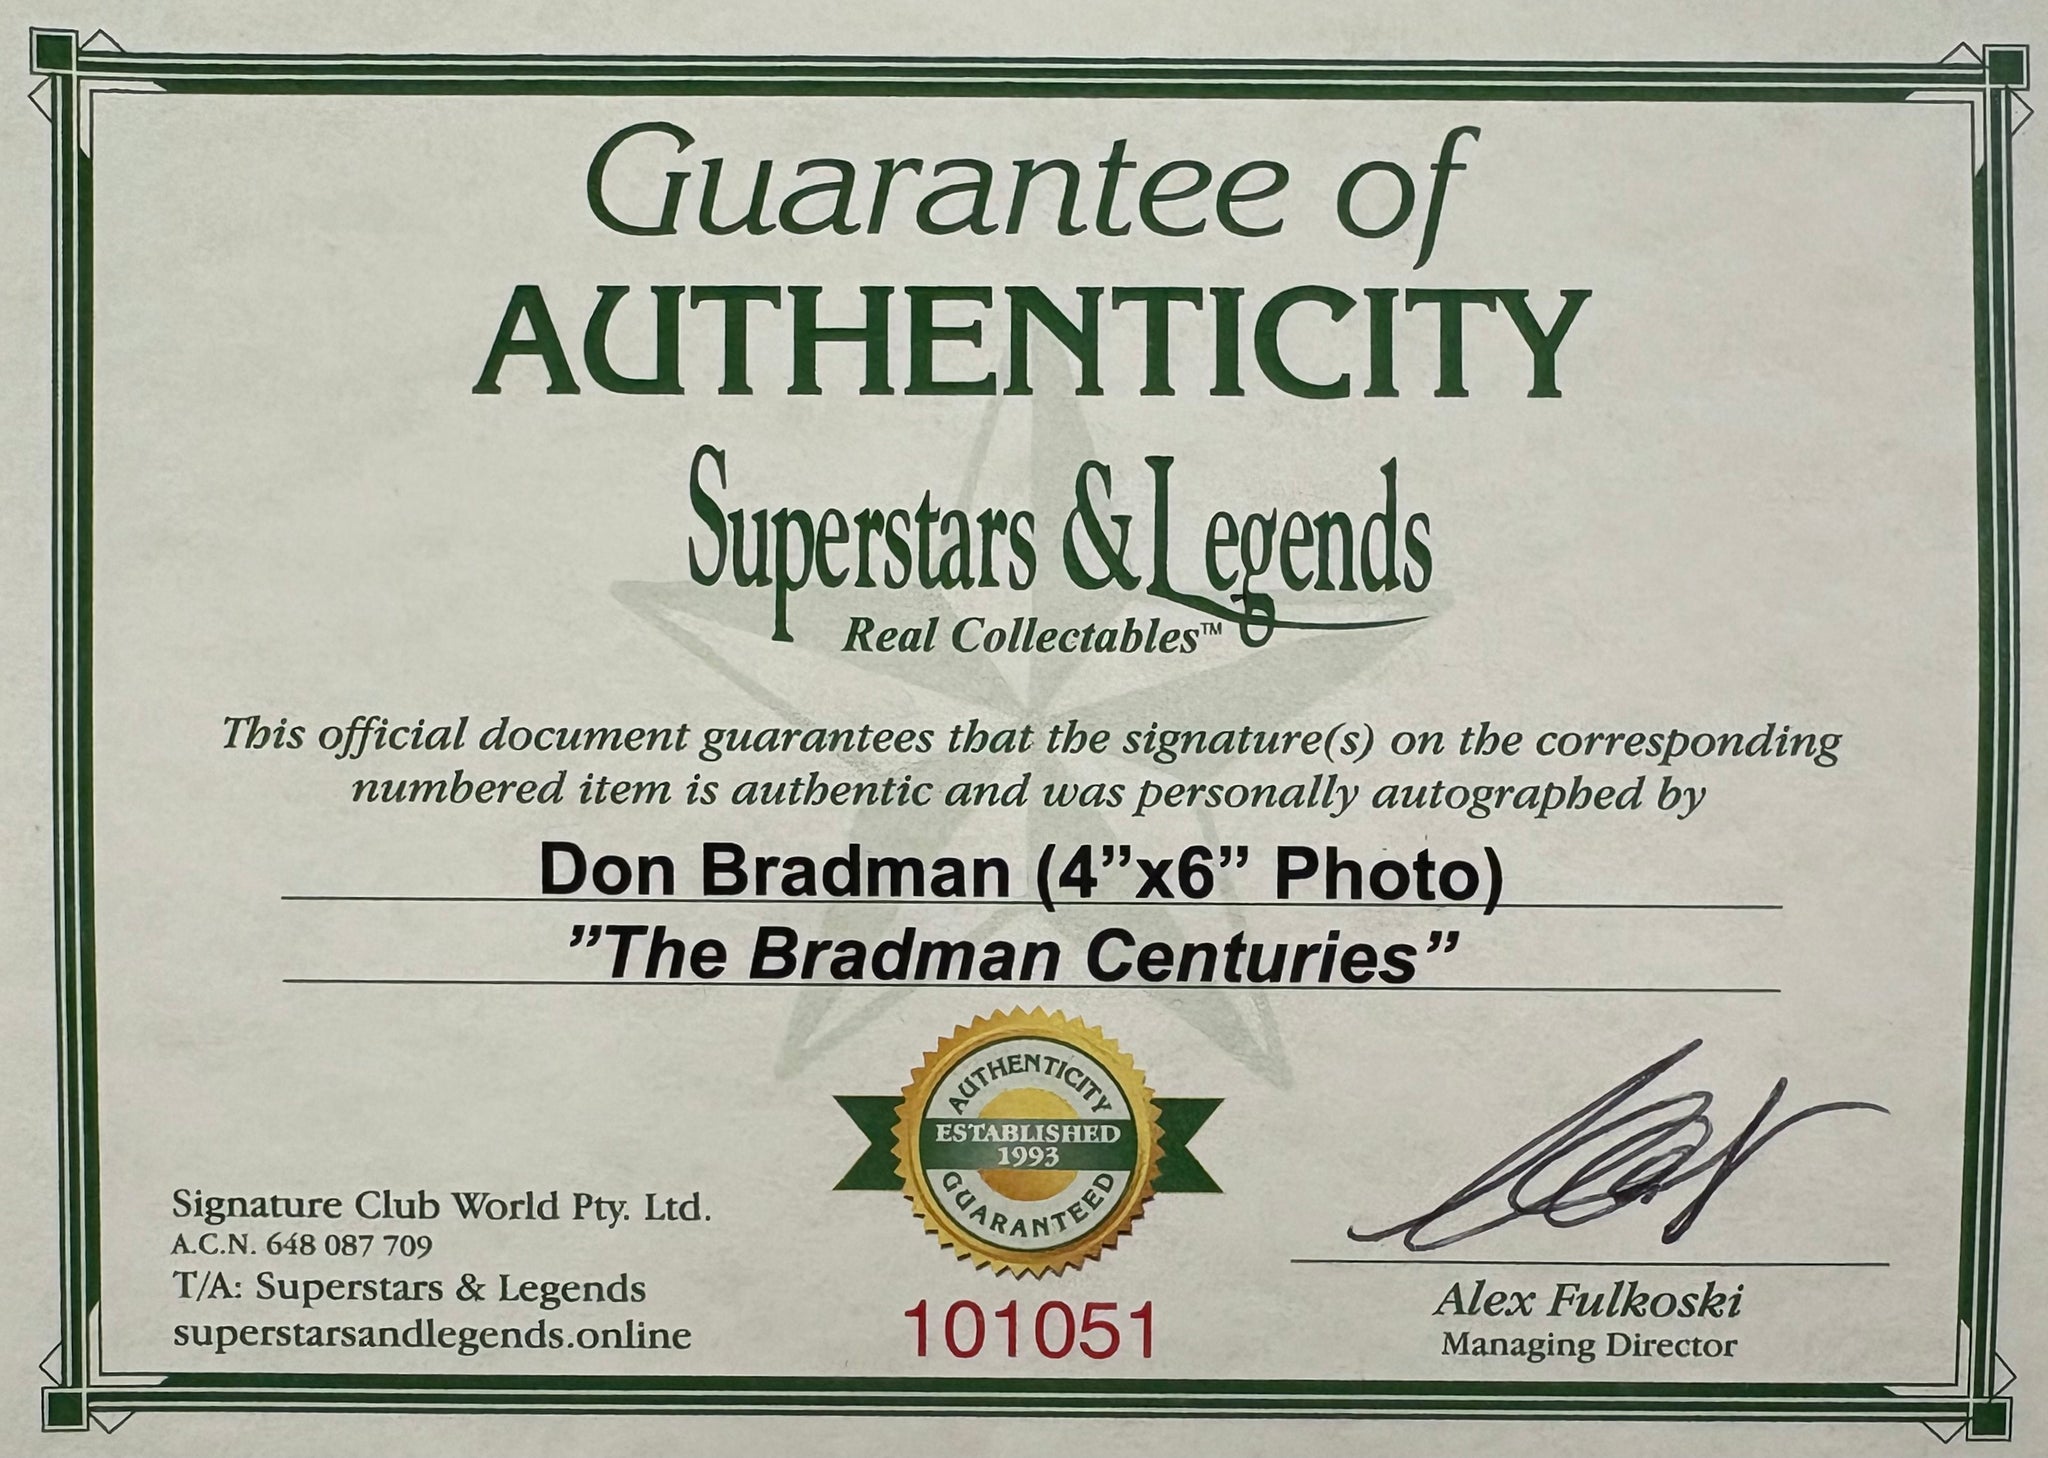 Guarantee of
AUTHENTICITY
Superstars & Legends
Real Collectables™
This official document guarantees that the signature(s) on the corresponding
numbered item is authentic and was personally autographed by
Don Bradman (4”x6” Photo)
”The Bradman Centuries”
AUTHENTICITY
ESTABLISHED
1993
GUARANTEED
Signature Club World Pty. Ltd.
A.C.N. 648 087 709
T/A: Superstars & Legends
superstarsandlegends.online
101051
Alex Fulkoski
Managing Director